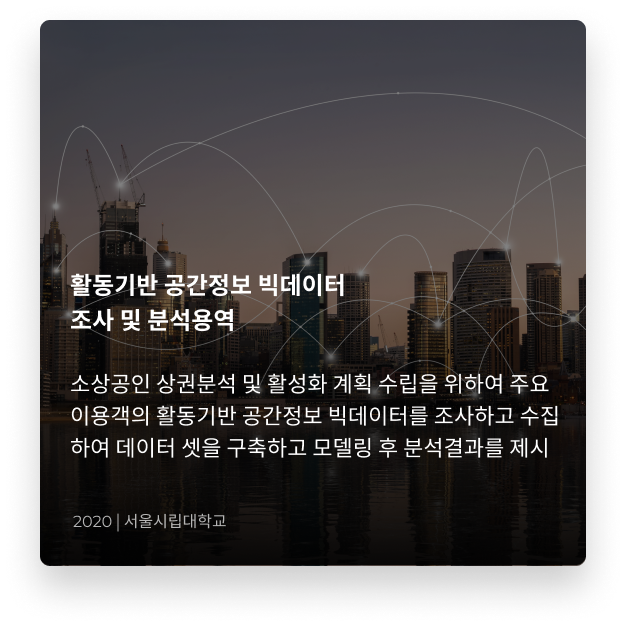 활동기반 공간정보 빅데이터
조사 및 분석용역
소상공인 상권분석 및 활성화 계획 수립을 위하여 주요
이용객의 활동기반 공간정보 빅데이터를 조사하고 수집
하여 데이터 셋을 구축하고 모델링 후 분석결과를 제시
2020 | 서울시립대학교